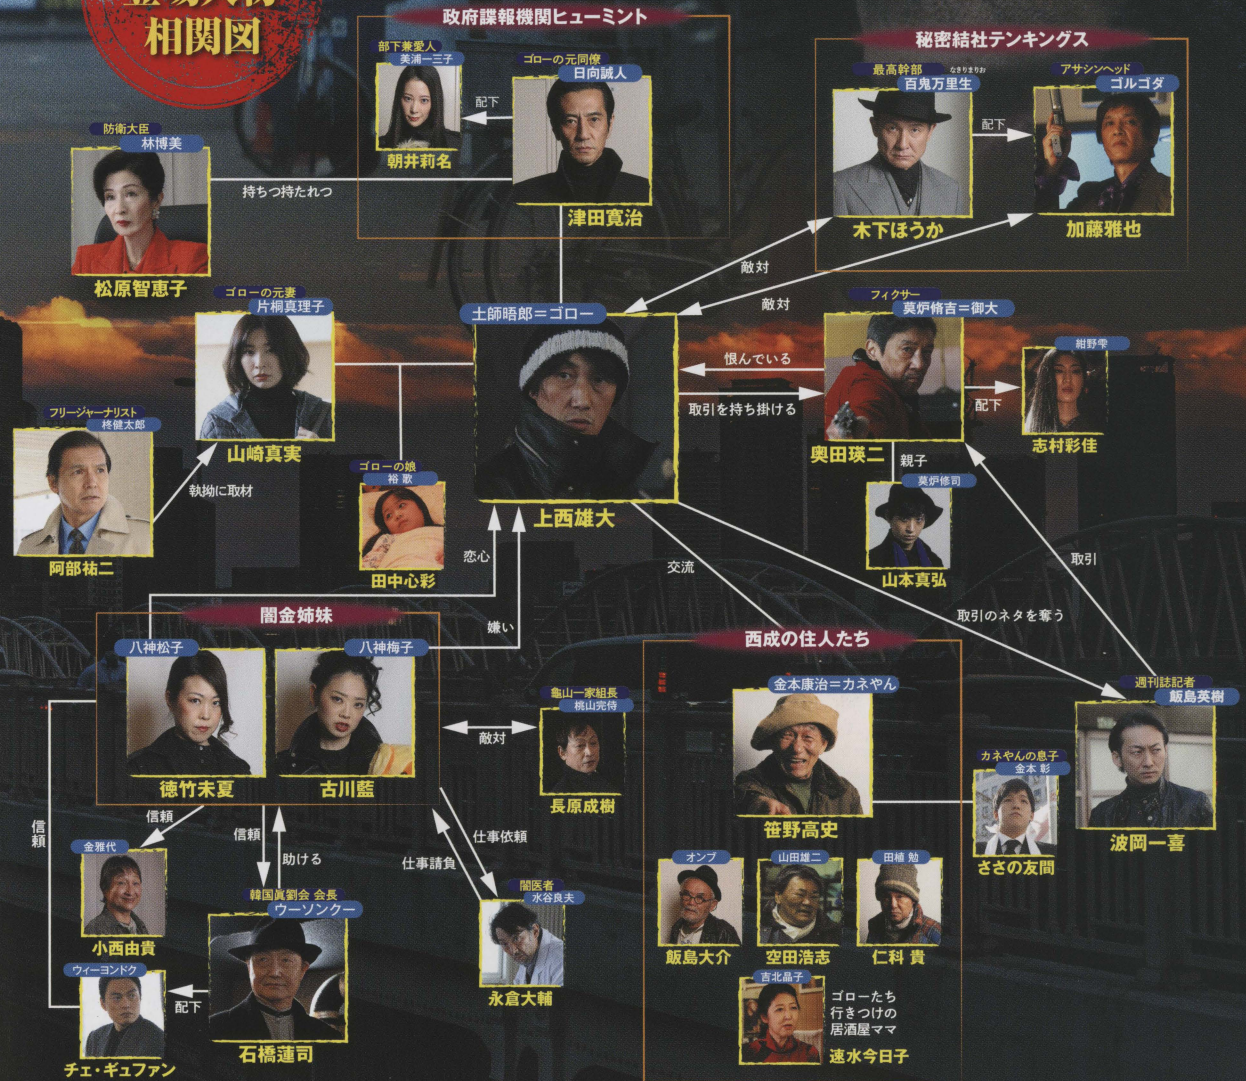 登場人物
相関図
政府諜報機関ヒューミント
部下兼愛人
美浦一三子
朝井莉名
配下
ゴローの元同僚
日向誠人
津田寛治
秘密結社テンキングス
最高幹部
なきりまりお
百鬼万里生
木下ほうか
配下
アサシンヘッド
ゴルゴダ
加藤雅也
防衛大臣
林博美
松原智恵子
持ちつ持たれつ
敵対
敵対
ゴローの元妻
片桐真理子
山崎真実
土師晤郎=ゴロー
上西雄大
恨んでいる
取引を持ち掛ける
フィクサー
莫炉脩吉=御大
奥田瑛二
配下
紺野雫
志村彩佳
親子
莫炉修司
山本真弘
フリージャーナリスト
柊健太郎
阿部祐二
執拗に取材
ゴローの娘
裕歌
田中心彩
恋心
嫌い
交流
取引のネタを奪う
取引
闇金姉妹
八神松子
徳竹未夏
八神梅子
古川藍
敵対
亀山一家組長
桃山完侍
長原成樹
西成の住人たち
金本康治=カネやん
笹野高史
週刊誌記者
飯島英樹
波岡一喜
カネやんの息子
金本 彰
ささの友間
信頼
信頼
信頼
助ける
仕事依頼
仕事請負
金雅代
小西由貴
韓国眞劉会 会長
ウーソンクー
石橋蓮司
配下
ウィーヨンドク
チェ・ギュファン
闇医者
水谷良夫
永倉大輔
オンブ
飯島大介
山田雄二
空田浩志
田植 勉
仁科 貴
吉北晶子
ゴローたち
行きつけの
居酒屋ママ
速水今日子